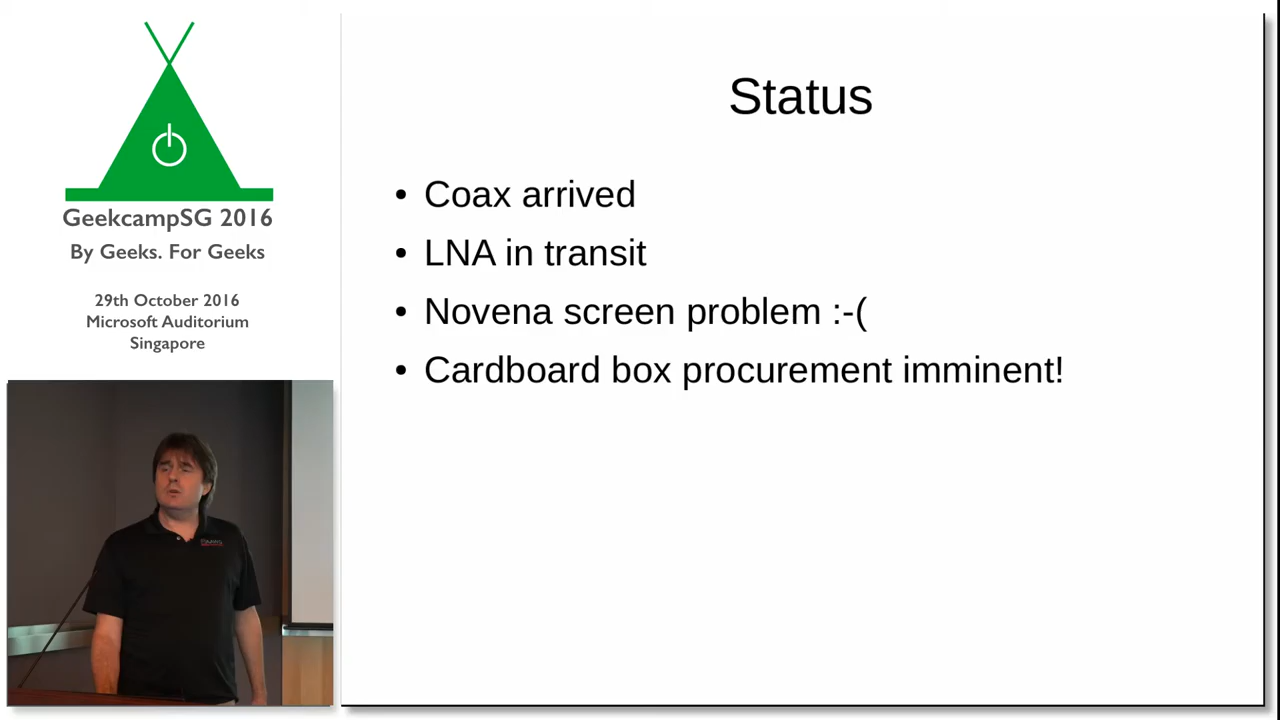 GeekcampSG 2016
By Geeks. For Geeks
29th October 2016
Microsoft Auditorium
Singapore
Status
• Coax arrived
• LNA in transit
• Novena screen problem :-(
• Cardboard box procurement imminent!